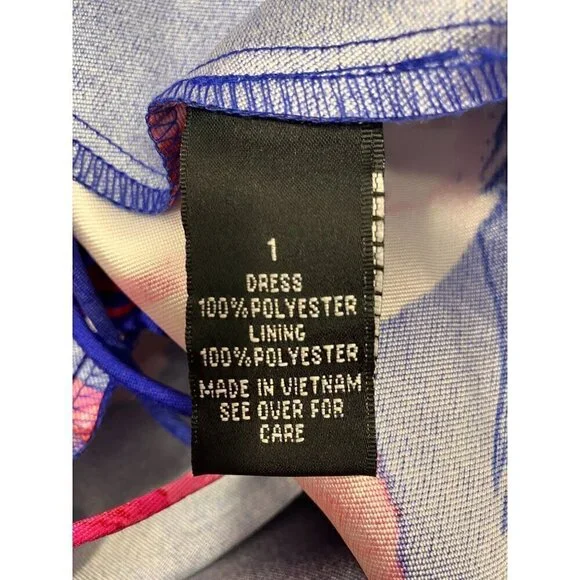 1
DRESS
100%POLYESTER
LINING
100%POLYESTER
MADE IN VIETNAM
SEE OVER FOR
CARE